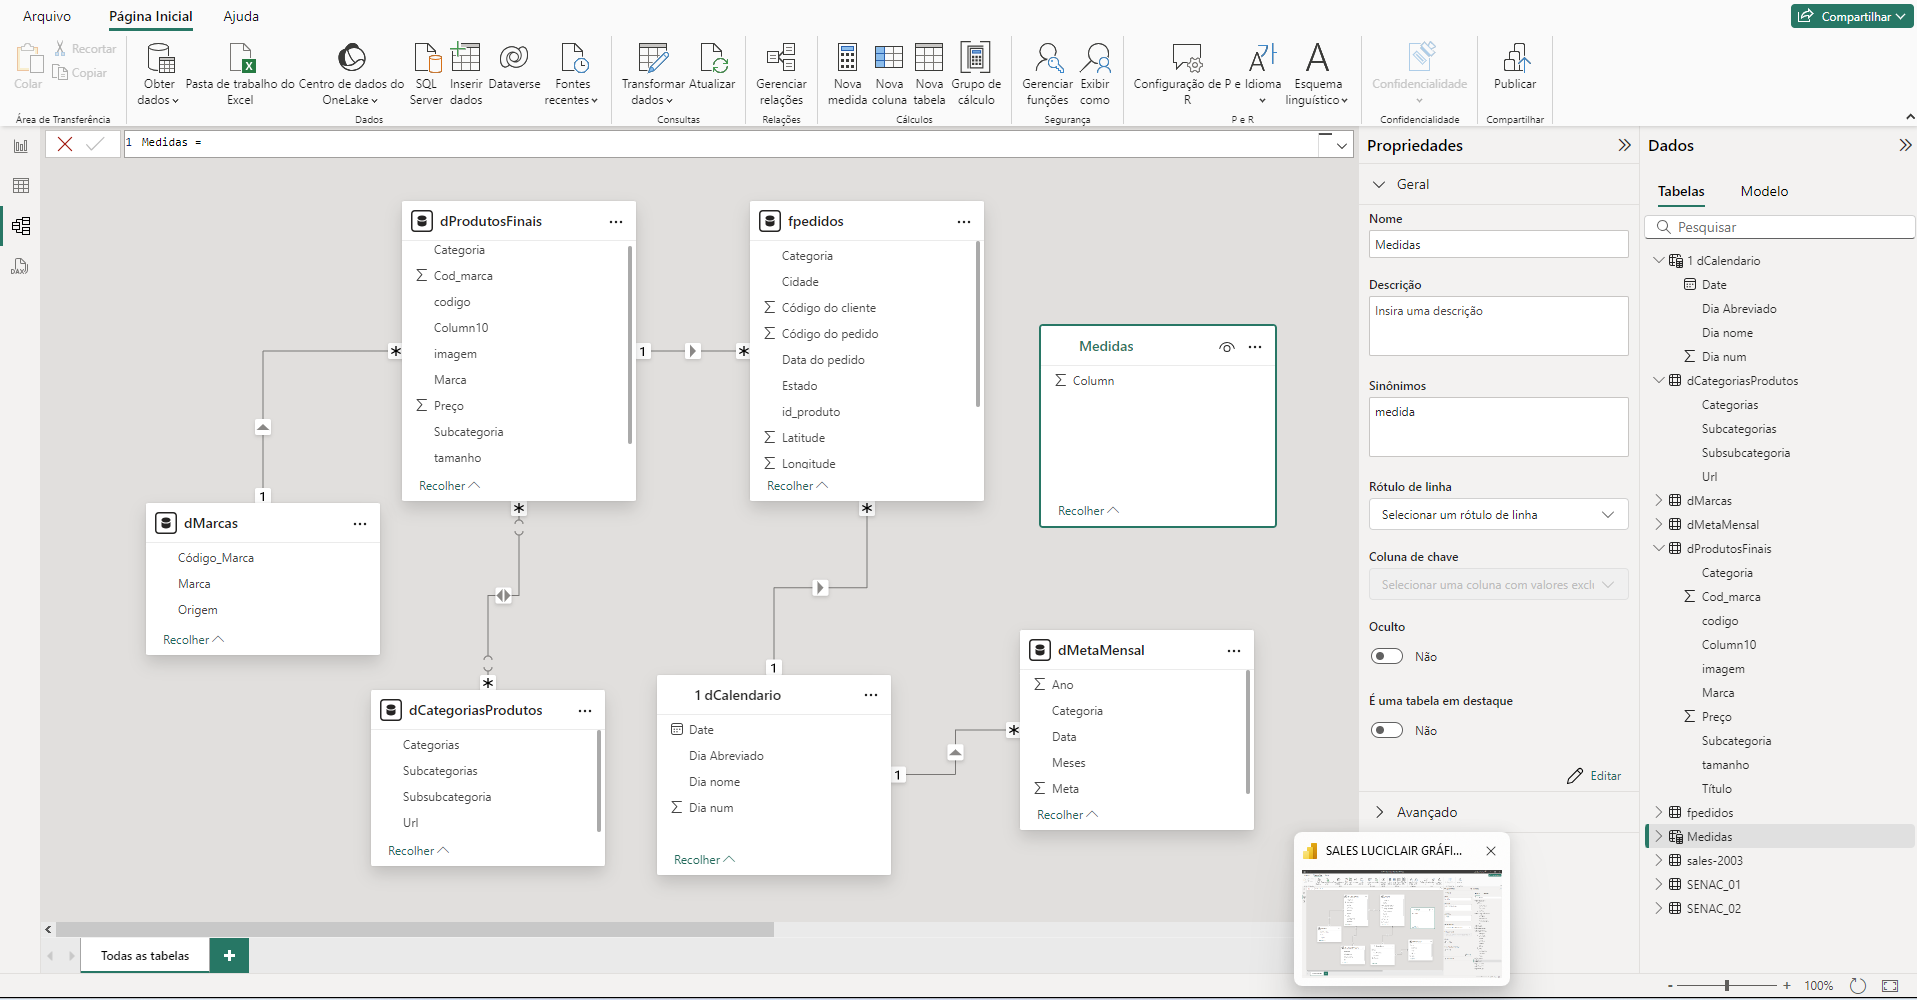 Arquivo
Página Inicial
Ajuda
Compartilhar
Colar
Recortar
Copiar
Obter dados
Pasta de trabalho do Excel
Centro de dados do OneLake
SQL Server
Inserir dados
Dataverse
Fontes recentes
Transformar dados
Atualizar
Gerenciar relações
Nova medida
Nova coluna
Nova tabela
Grupo de cálculo
Gerenciar funções
Exibir como
Configuração de P e R
Idioma
Esquema linguístico
Confidencialidade
Publicar
Área de Transferência
Dados
Consultas
Relações
Cálculos
Segurança
P e R
Confidencialidade
Compartilhar
1 Medidas =
dProdutosFinais
Categoria
Cod_marca
codigo
Column10
imagem
Marca
Preço
Subcategoria
tamanho
Recolher
fpedidos
Categoria
Cidade
Código do cliente
Código do pedido
Data do pedido
Estado
id_produto
Latitude
Longitude
Recolher
Medidas
Column
Recolher
1
*
1
*
dMarcas
Código_Marca
Marca
Origem
Recolher
*
*
dCategoriasProdutos
Categorias
Subcategorias
Subsubcategoria
Url
Recolher
*
1
1 dCalendario
Date
Dia Abreviado
Dia nome
Dia num
Recolher
1
*
dMetaMensal
Ano
Categoria
Data
Meses
Meta
Recolher
Todas as tabelas
+
Propriedades
Geral
Nome
Medidas
Descrição
Insira uma descrição
Sinônimos
medida
Rótulo de linha
Selecionar um rótulo de linha
Coluna de chave
Selecionar uma coluna com valores exclu
Oculto
Não
É uma tabela em destaque
Não
Editar
Avançado
SALES LUCICLAIR GRÁFI...
Dados
Tabelas
Modelo
Pesquisar
1 dCalendario
Date
Dia Abreviado
Dia nome
Dia num
dCategoriasProdutos
Categorias
Subcategorias
Subsubcategoria
Url
dMarcas
dMetaMensal
dProdutosFinais
Categoria
Cod_marca
codigo
Column10
imagem
Marca
Preço
Subcategoria
tamanho
Título
fpedidos
Medidas
sales-2003
SENAC_01
SENAC_02
- + 100%